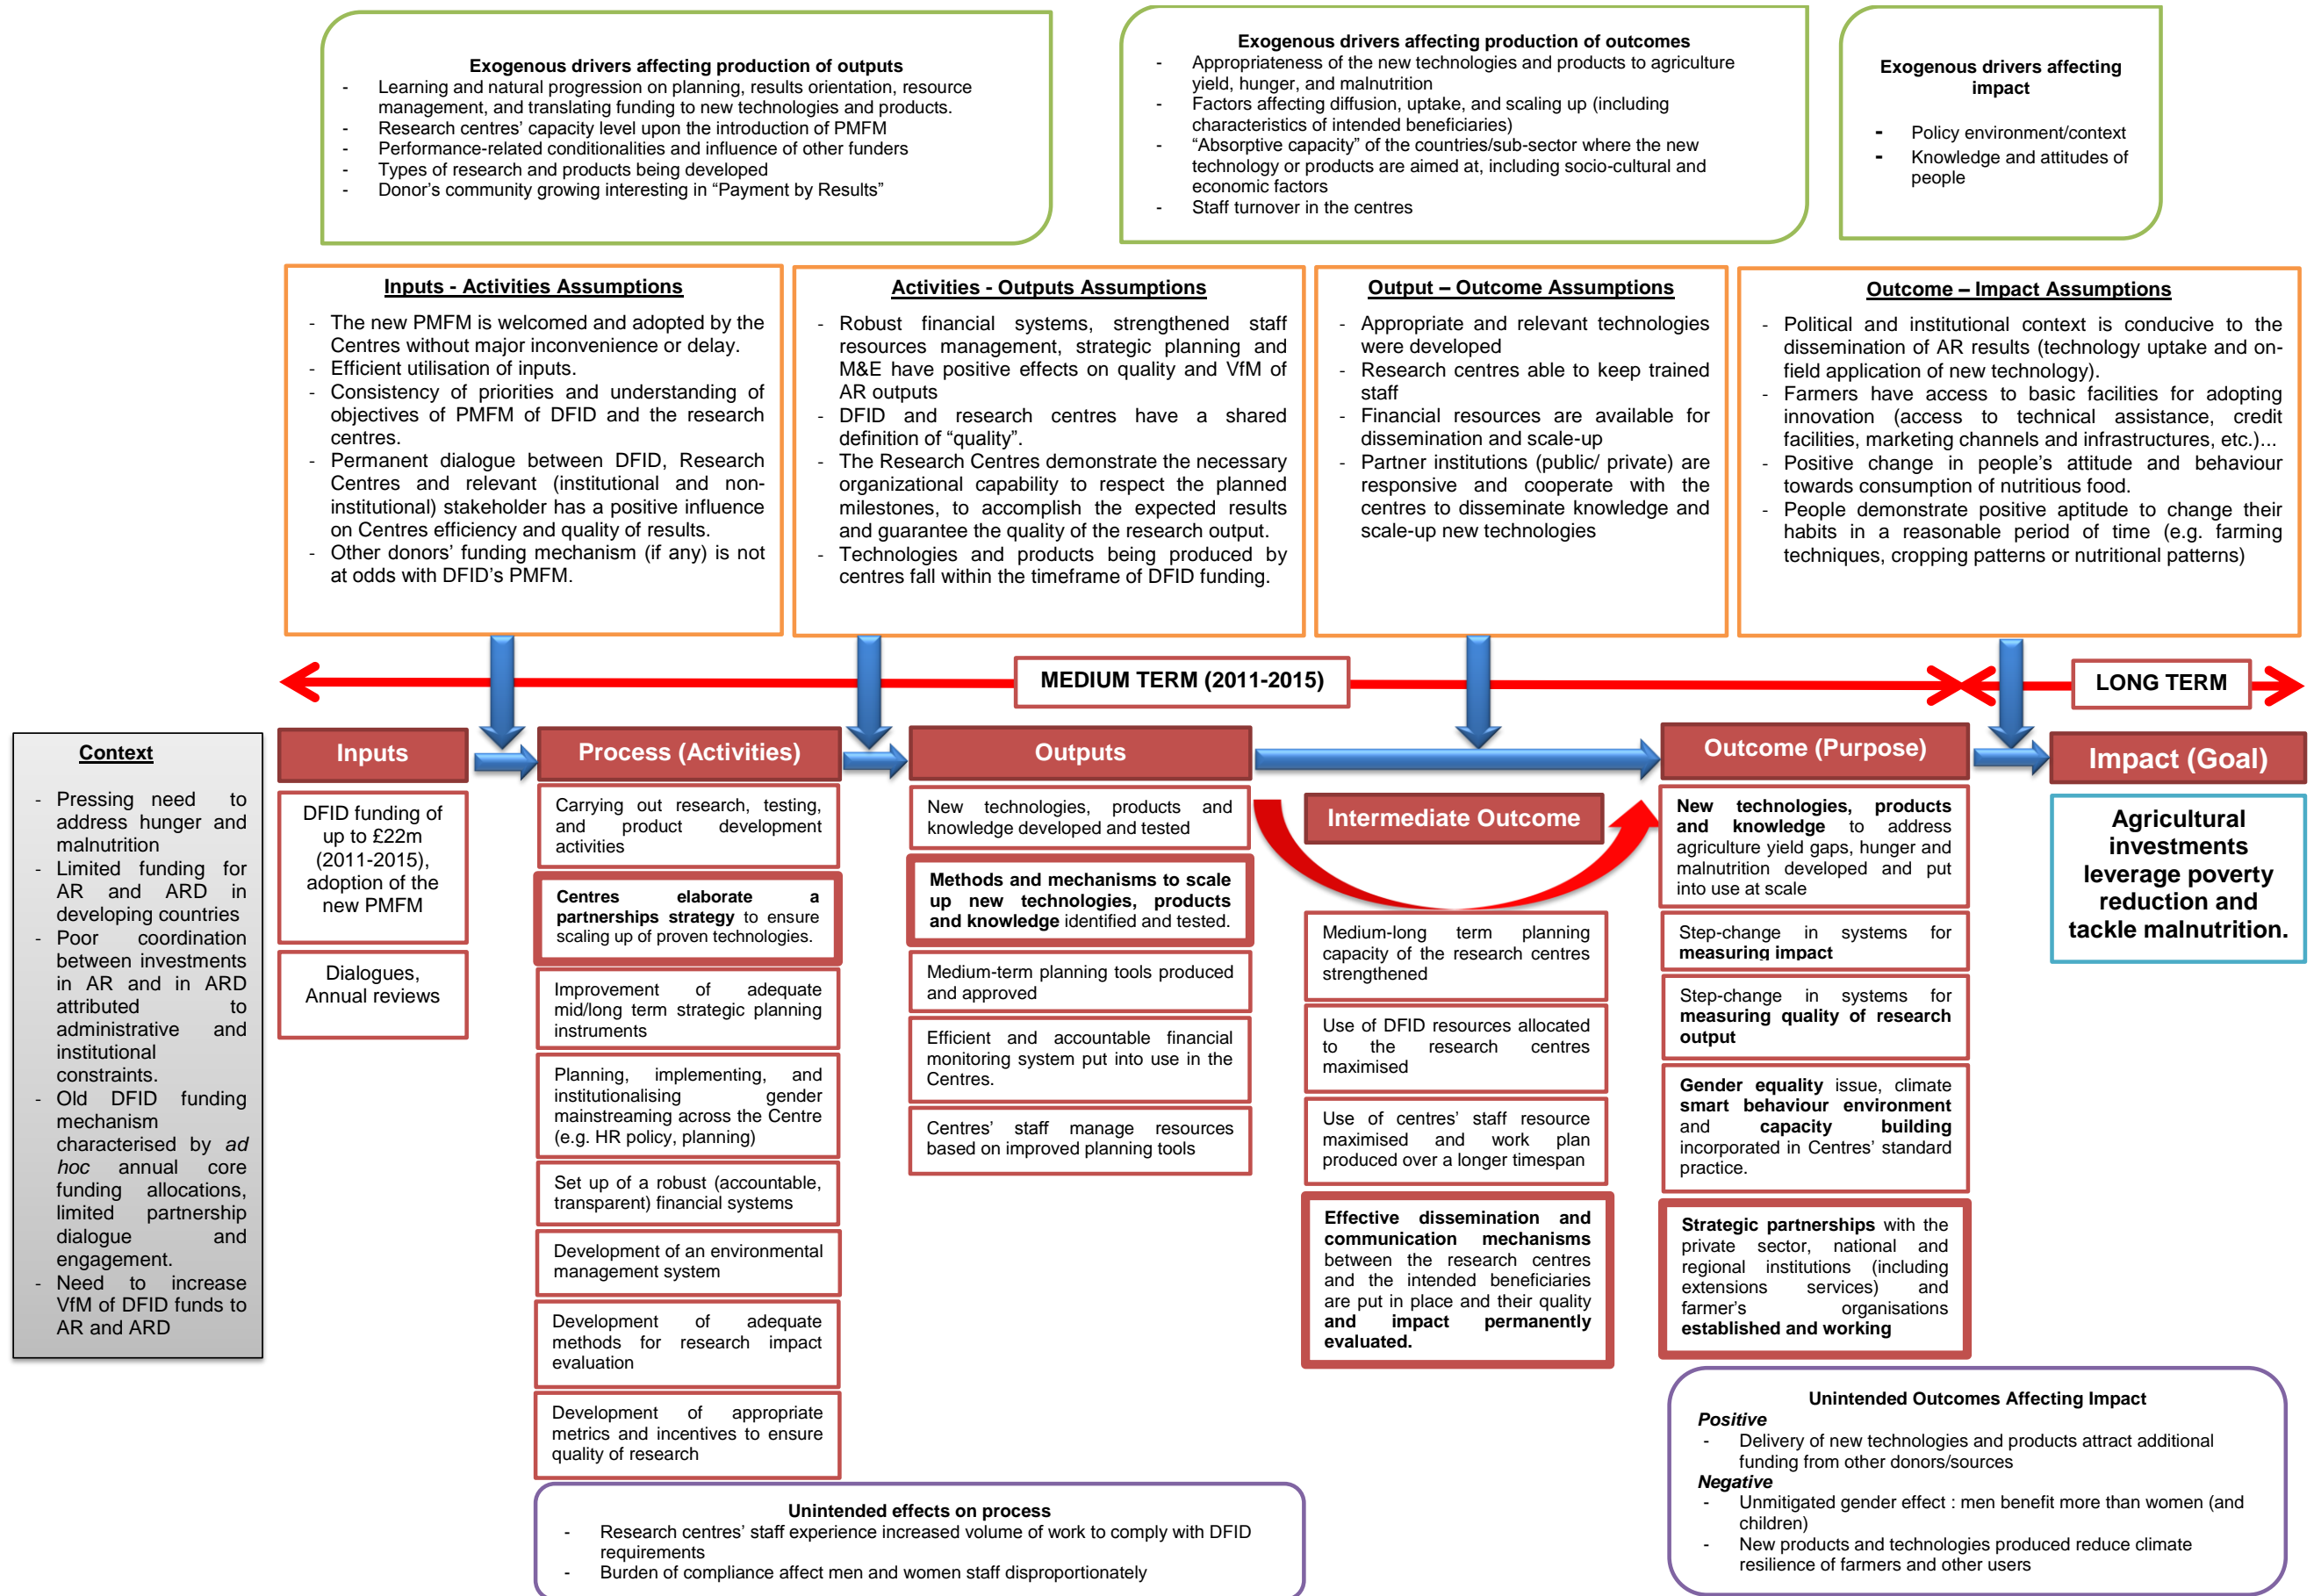 Exogenous drivers affecting production of outputs
- Learning and natural progression on planning, results orientation, resource
management, and translating funding to new technologies and products.
- Research centres' capacity level upon the introduction of PMFM
- Performance-related conditionalities and influence of other funders
- Types of research and products being developed
- Donor's community growing interesting in "Payment by Results"
Exogenous drivers affecting production of outcomes
- Appropriateness of the new technologies and products to agriculture
yield, hunger, and malnutrition
- Factors affecting diffusion, uptake, and scaling up (including
characteristics of intended beneficiaries)
- "Absorptive capacity" of the countries/sub-sector where the new
technology or products are aimed at, including socio-cultural and
economic factors
- Staff turnover in the centres
Exogenous drivers affecting
impact
- Policy environment/context
- Knowledge and attitudes of
people
Inputs - Activities Assumptions
- The new PMFM is welcomed and adopted by the
Centres without major inconvenience or delay.
- Efficient utilisation of inputs.
- Consistency of priorities and understanding of
objectives of PMFM of DFID and the research
centres.
- Permanent dialogue between DFID, Research
Centres and relevant (institutional and non-
institutional) stakeholder has a positive influence
on Centres efficiency and quality of results.
- Other donors' funding mechanism (if any) is not
at odds with DFID's PMFM.
Activities - Outputs Assumptions
- Robust financial systems, strengthened staff
resources management, strategic planning and
M&E have positive effects on quality and VfM of
AR outputs
- DFID and research centres have a shared
definition of "quality".
- The Research Centres demonstrate the necessary
organizational capability to respect the planned
milestones, to accomplish the expected results
and guarantee the quality of the research output.
- Technologies and products being produced by
centres fall within the timeframe of DFID funding.
Output – Outcome Assumptions
- Appropriate and relevant technologies
were developed
- Research centres able to keep trained
staff
- Financial resources are available for
dissemination and scale-up
- Partner institutions (public/ private) are
responsive and cooperate with the
centres to disseminate knowledge and
scale-up new technologies
Outcome – Impact Assumptions
- Political and institutional context is conducive to the
dissemination of AR results (technology uptake and on-
field application of new technology).
- Farmers have access to basic facilities for adopting
innovation (access to technical assistance, credit
facilities, marketing channels and infrastructures, etc.)...
- Positive change in people's attitude and behaviour
towards consumption of nutritious food.
- People demonstrate positive aptitude to change their
habits in a reasonable period of time (e.g. farming
techniques, cropping patterns or nutritional patterns)
MEDIUM TERM (2011-2015)
LONG TERM
Context
- Pressing need to
address hunger and
malnutrition
- Limited funding for
AR and ARD in
developing countries
- Poor coordination
between investments
in AR and in ARD
attributed to
administrative and
institutional
constraints.
- Old DFID funding
mechanism
characterised by ad
hoc annual core
funding allocations,
limited partnership
dialogue and
engagement.
- Need to increase
VfM of DFID funds to
AR and ARD
Inputs
DFID funding of
up to £22m
(2011-2015),
adoption of the
new PMFM
Dialogues,
Annual reviews
Process (Activities)
Carrying out research, testing,
and product development
activities
Centres elaborate a
partnerships strategy to ensure
scaling up of proven technologies.
Improvement of adequate
mid/long term strategic planning
instruments
Planning, implementing, and
institutionalising gender
mainstreaming across the Centre
(e.g. HR policy, planning)
Set up of a robust (accountable,
transparent) financial systems
Development of an environmental
management system
Development of adequate
methods for research impact
evaluation
Development of appropriate
metrics and incentives to ensure
quality of research
Outputs
New technologies, products and
knowledge developed and tested
Methods and mechanisms to scale
up new technologies, products
and knowledge identified and tested.
Medium-term planning tools produced
and approved
Efficient and accountable financial
monitoring system put into use in the
Centres.
Centres' staff manage resources
based on improved planning tools
Intermediate Outcome
Medium-long term planning
capacity of the research centres
strengthened
Use of DFID resources allocated
to the research centres
maximised
Use of centres' staff resource
maximised and work plan
produced over a longer timespan
Effective dissemination and
communication mechanisms
between the research centres
and the intended beneficiaries
are put in place and their quality
and impact permanently
evaluated.
Outcome (Purpose)
New technologies, products
and knowledge to address
agriculture yield gaps, hunger and
malnutrition developed and put
into use at scale
Step-change in systems for
measuring impact
Step-change in systems for
measuring quality of research
output
Gender equality issue, climate
smart behaviour environment
and capacity building
incorporated in Centres' standard
practice.
Strategic partnerships with the
private sector, national and
regional institutions (including
extensions services) and
farmer's organisations
established and working
Impact (Goal)
Agricultural
investments
leverage poverty
reduction and
tackle malnutrition.
Unintended effects on process
- Research centres' staff experience increased volume of work to comply with DFID
requirements
- Burden of compliance affect men and women staff disproportionately
Unintended Outcomes Affecting Impact
Positive
- Delivery of new technologies and products attract additional
funding from other donors/sources
Negative
- Unmitigated gender effect : men benefit more than women (and
children)
- New products and technologies produced reduce climate
resilience of farmers and other users